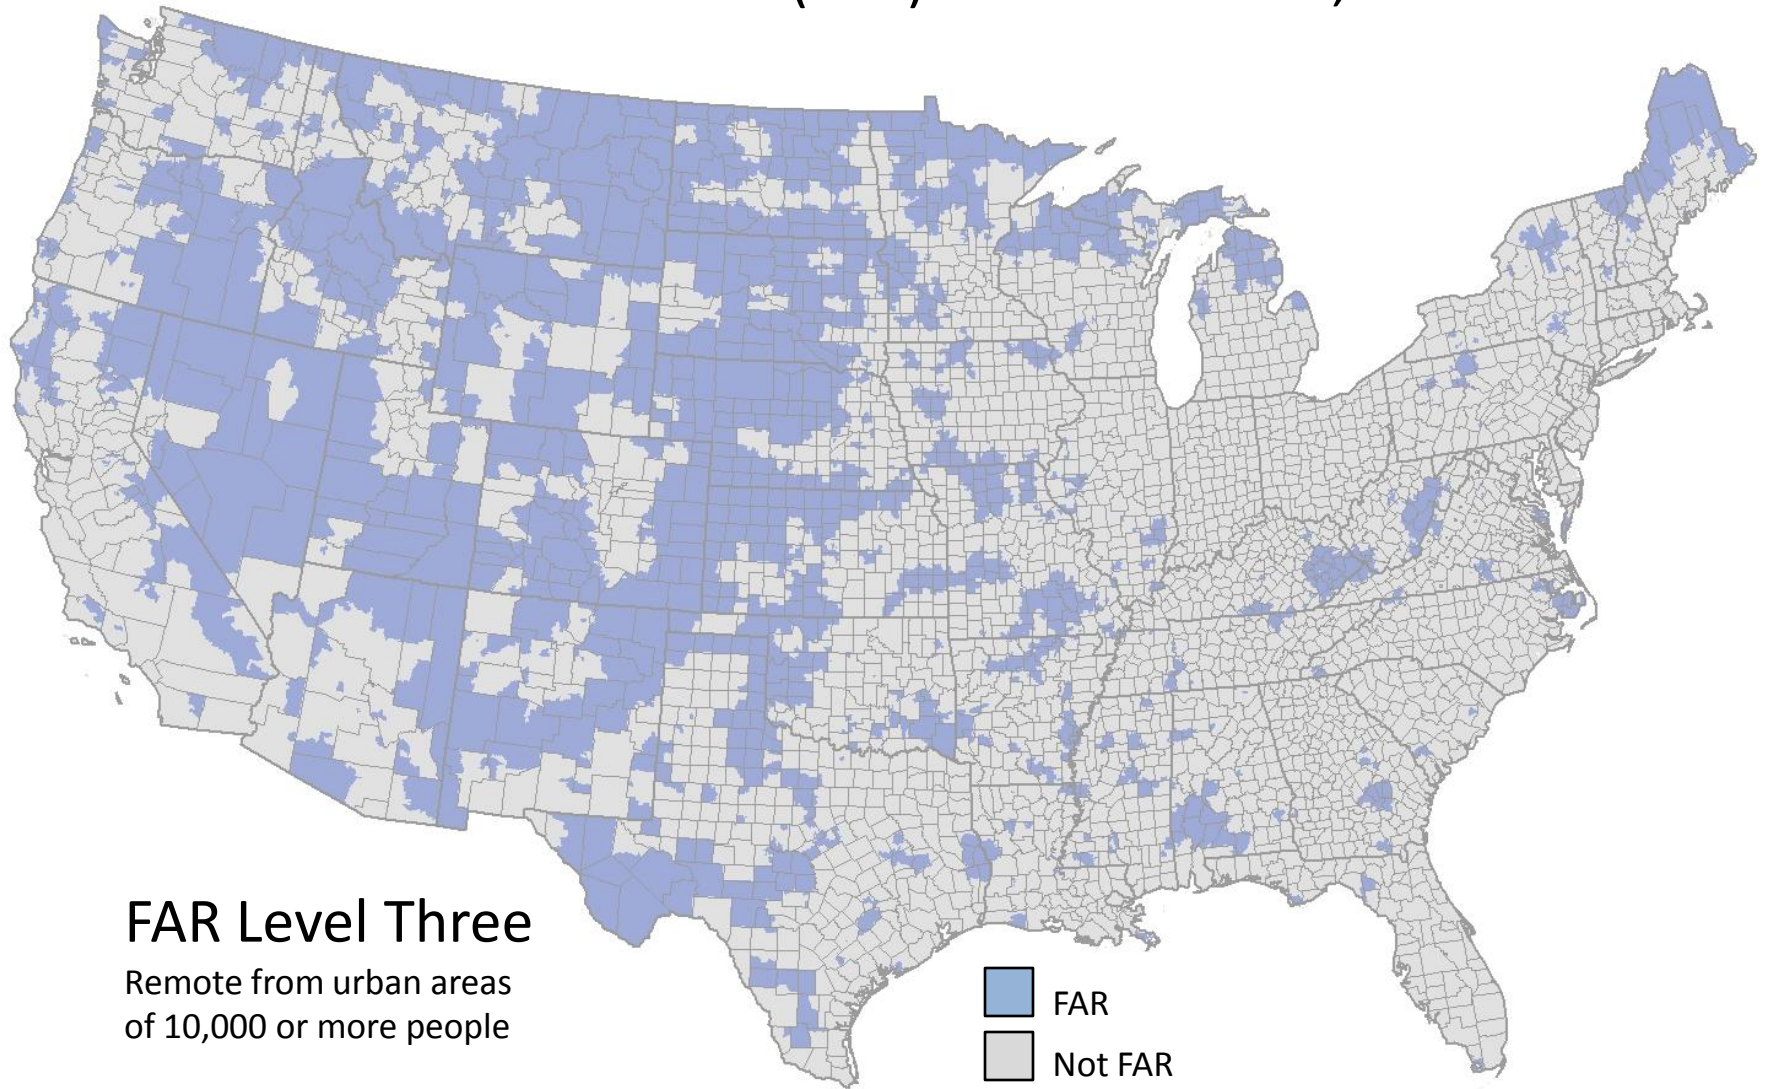 FAR Level Three
Remote from urban areas
of 10,000 or more people
FAR
Not FAR